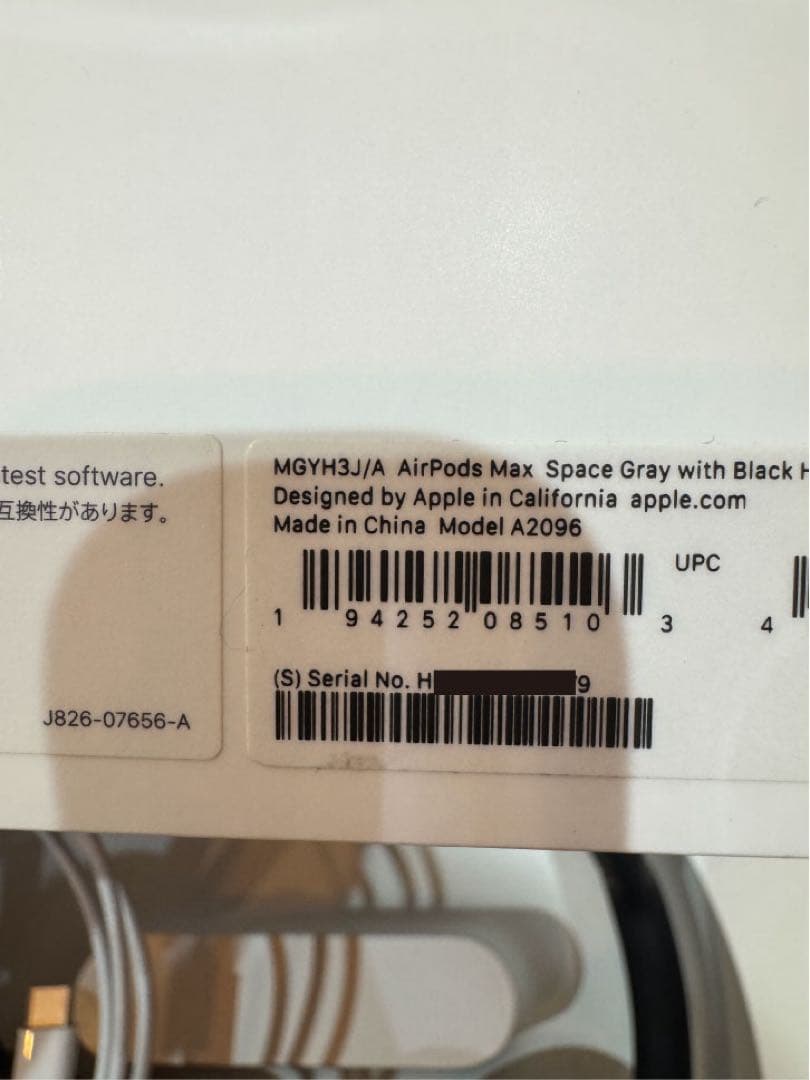 test software.
互換性があります。
J826-07656-A
MGYH3J/A AirPods Max Space Gray with Black H
Designed by Apple in California apple.com
Made in China Model A2096
UPC
1 94252 08510 3 4
(S) Serial No. H 9